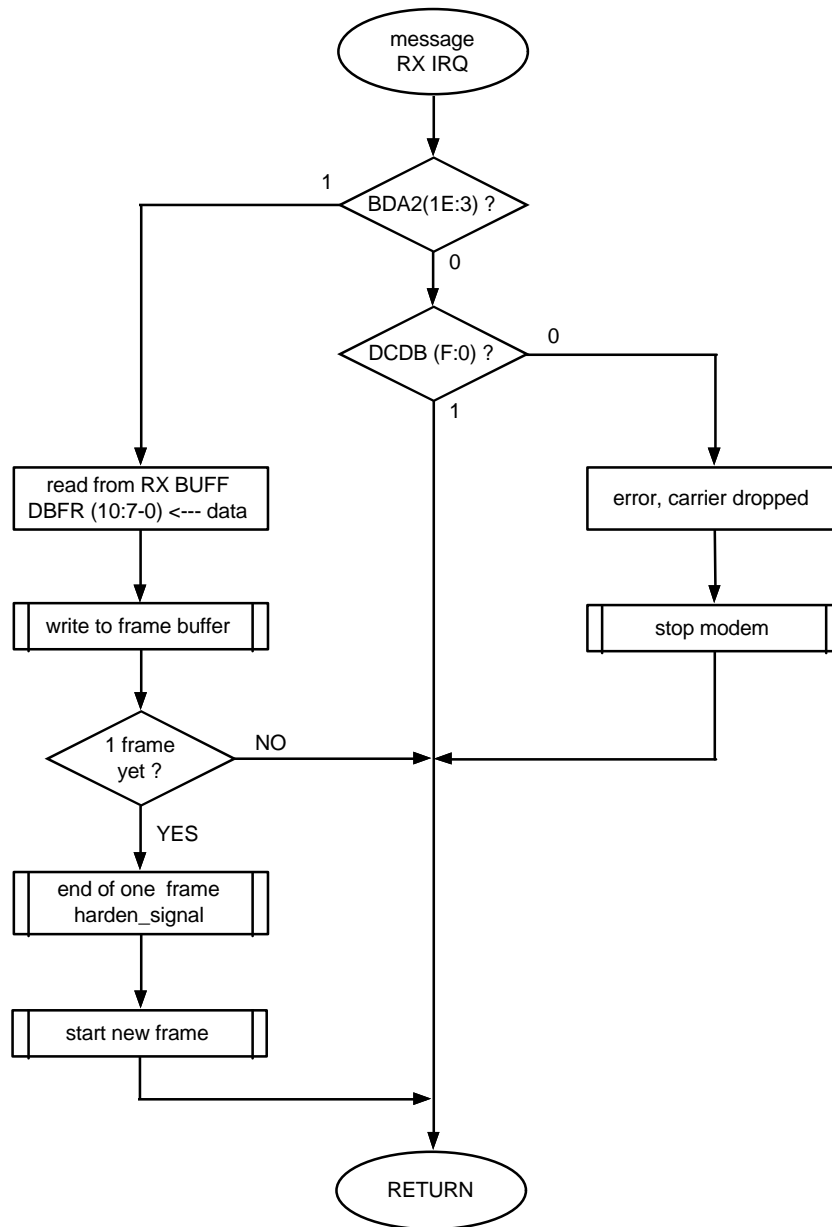 message
RX IRQ
1
BDA2(1E:3) ?
0
DCDB (F:0) ?
0
1
read from RX BUFF
DBFR (10:7-0) <--- data
error, carrier dropped
write to frame buffer
stop modem
1 frame
yet ?
NO
YES
end of one frame
harden_signal
start new frame
RETURN